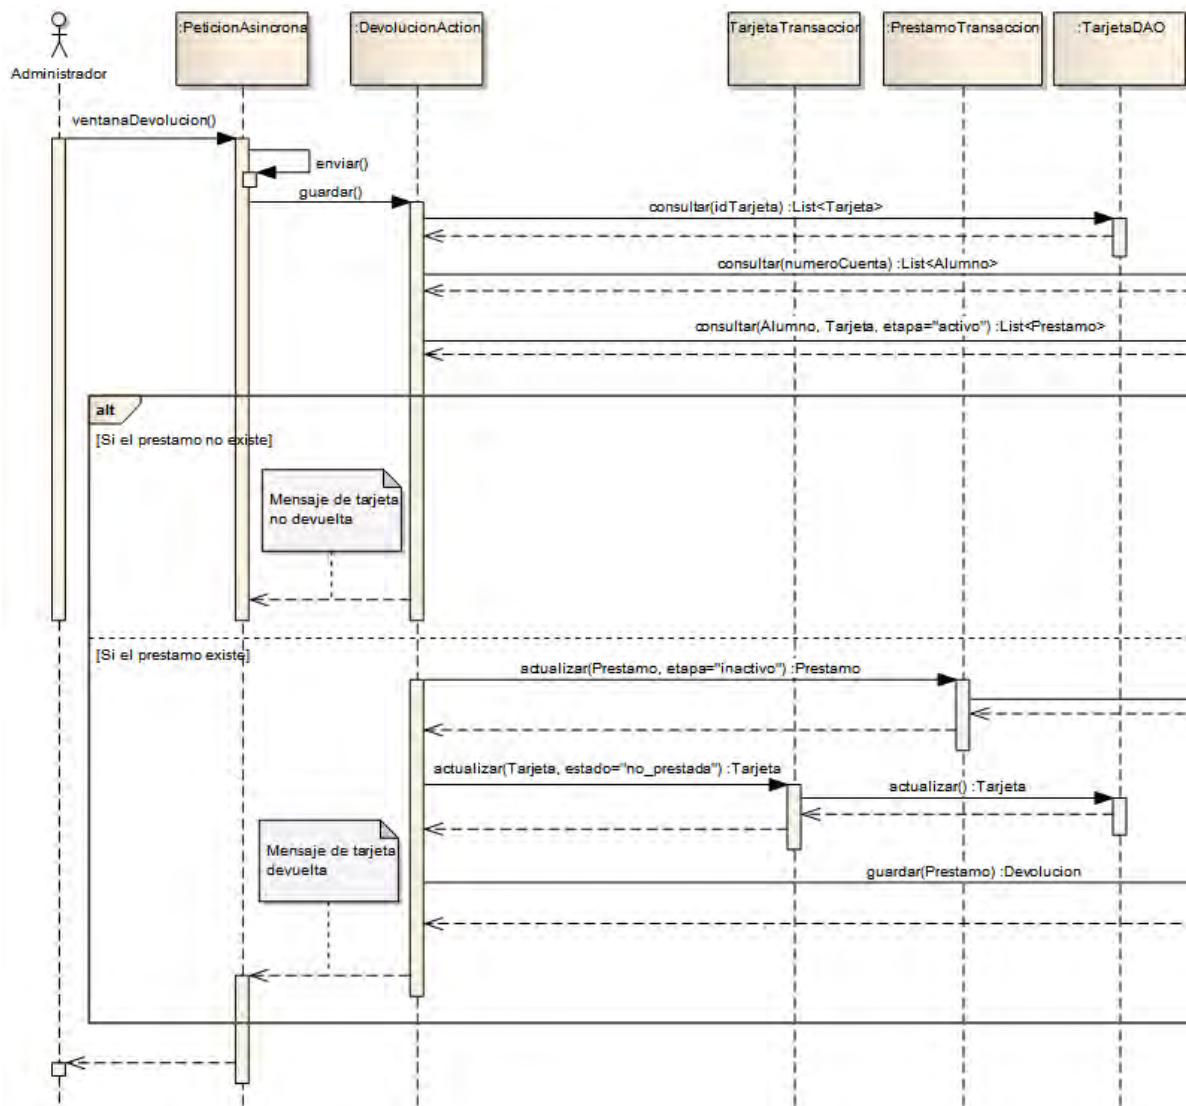 :PeticionAsincrona
:DevolucionAction
TarjetaTransaccion
:PrestamoTransaccion
:TarjetaDAO
Administrador
ventanaDevolucion()
enviar()
guardar()
consultar(idTarjeta) :List<Tarjeta>
consultar(numeroCuenta) :List<Alumno>
consultar(Alumno, Tarjeta, etapa="activo") :List<Prestamo>
alt
[Si el prestamo no existe]
Mensaje de tarjeta
no devuelta
[Si el prestamo existe]
actualizar(Prestamo, etapa="inactivo") :Prestamo
actualizar(Tarjeta, estado="no_prestada") :Tarjeta
actualizar() :Tarjeta
Mensaje de tarjeta
devuelta
guardar(Prestamo) :Devolucion